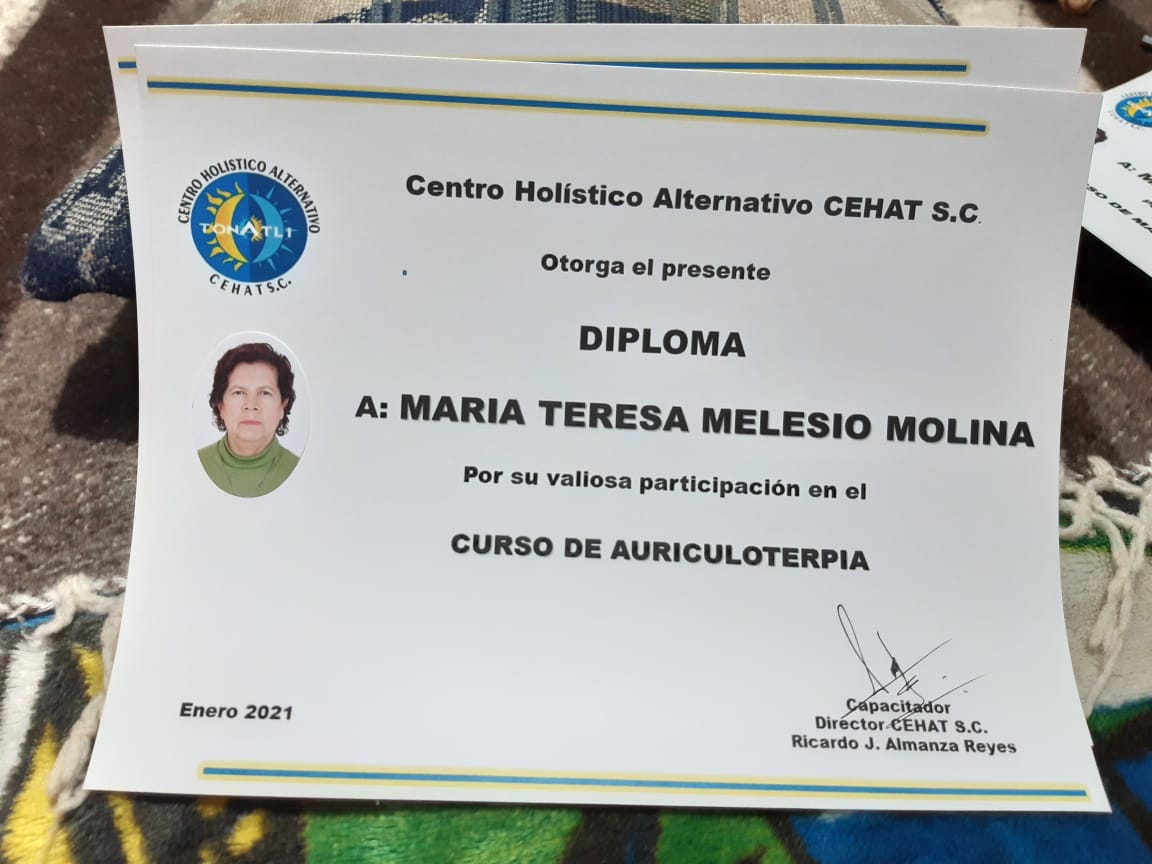 CENTRO HOLISTICO ALTERNATIVO
TONATLI
CEHAT S.C.
Centro Holístico Alternativo CEHAT S.C.
Otorga el presente
DIPLOMA
A: MARIA TERESA MELESIO MOLINA
Por su valiosa participación en el
CURSO DE AURICULOTERPIA
Enero 2021
Capacitador
Director CEHAT S.C.
Ricardo J. Almanza Reyes